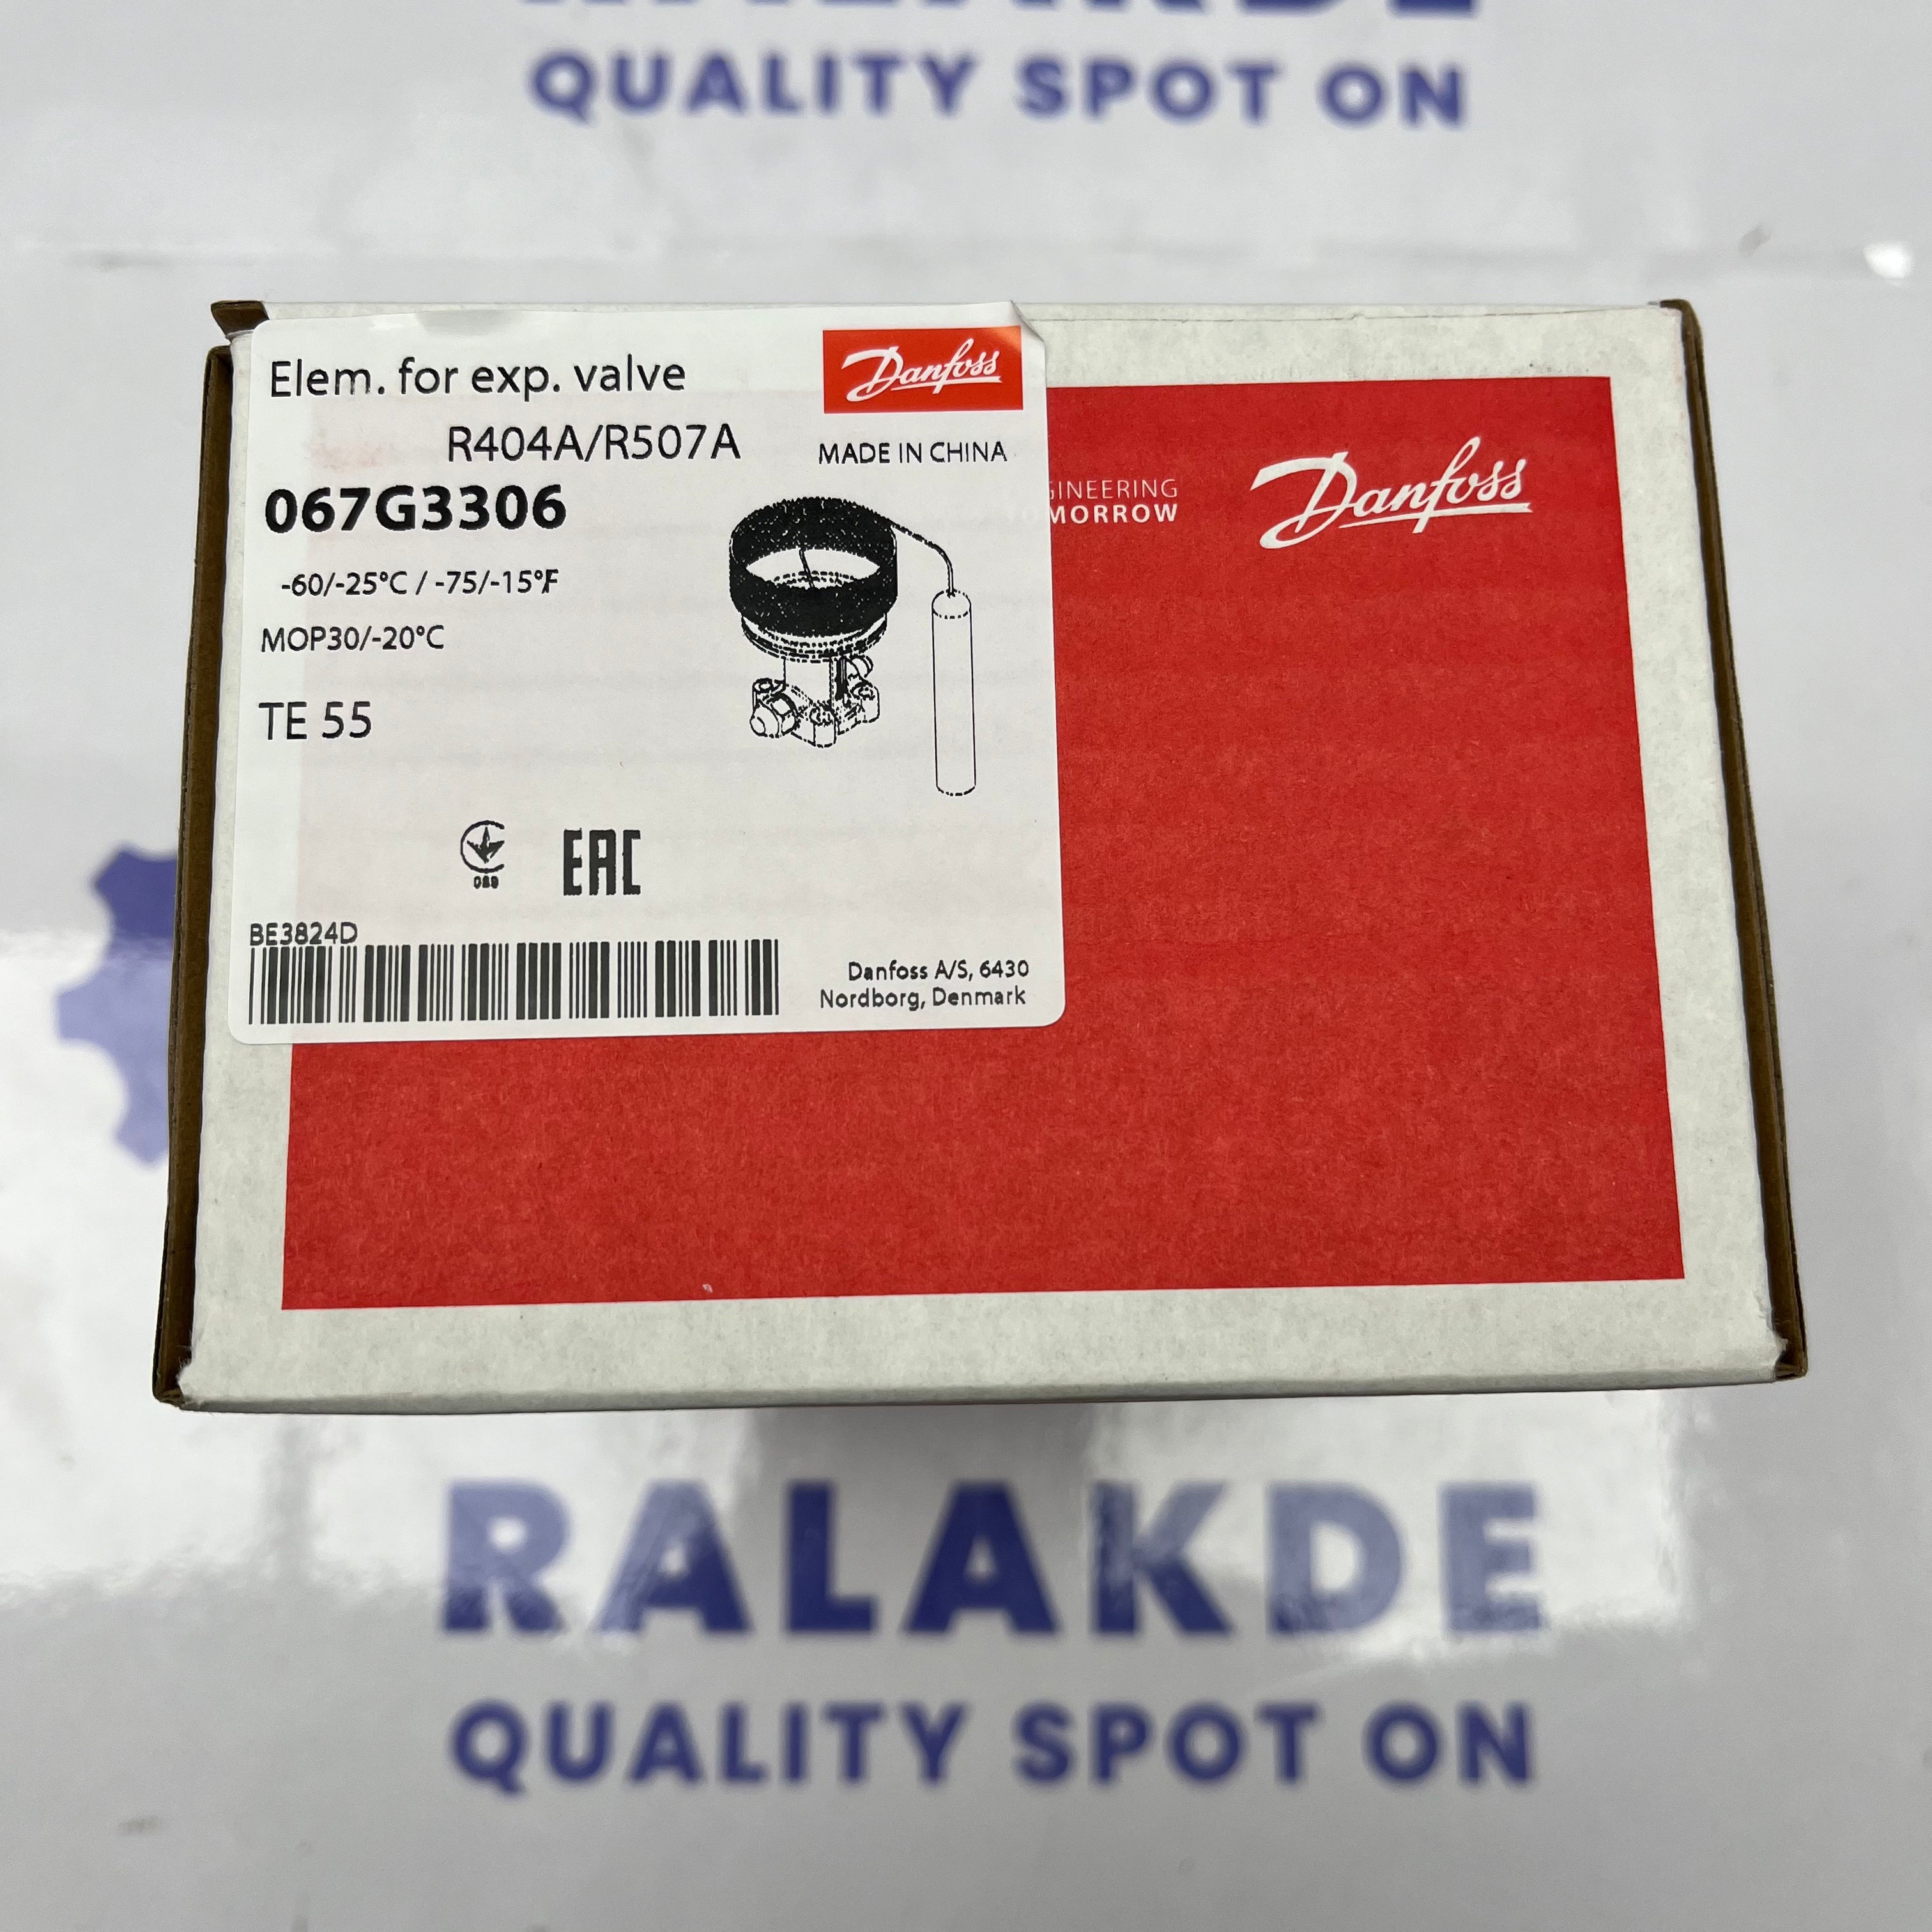 QUALITY SPOT ON
Elem. for exp. valve
Danfoss
R404A/R507A
MADE IN CHINA
067G3306
-60/-25°C / -75/-15°F
MOP30/-20°C
TE 55
EAC
BE3824D
Danfoss A/S, 6430
Nordborg, Denmark
GINEERING
OMORROW
Danfoss
RALAKDE
QUALITY SPOT ON